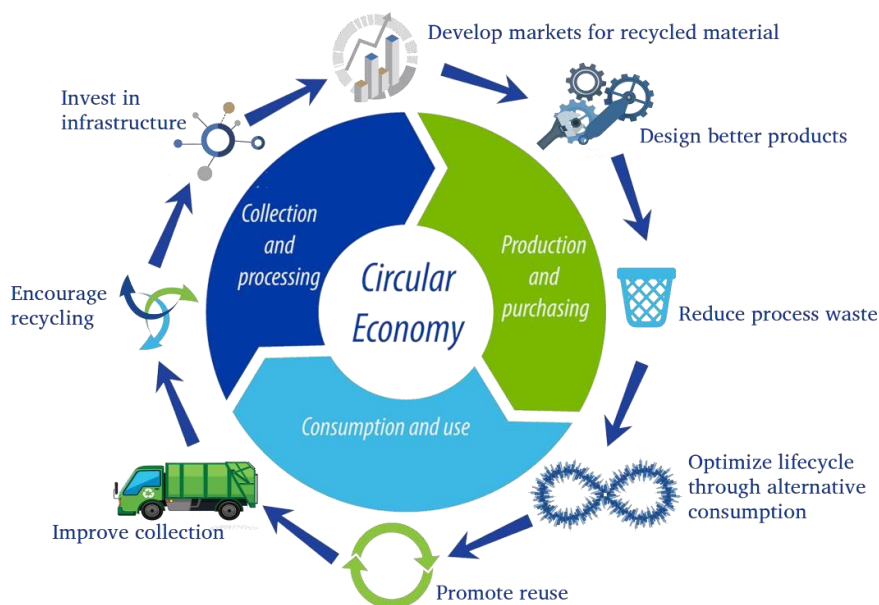 Develop markets for recycled material
Invest in
infrastructure
Design better products
Collection
and
processing
Production
and
purchasing
Circular
Economy
Encourage
recycling
Reduce process waste
Consumption and use
Optimize lifecycle
through alternative
consumption
Improve collection
Promote reuse